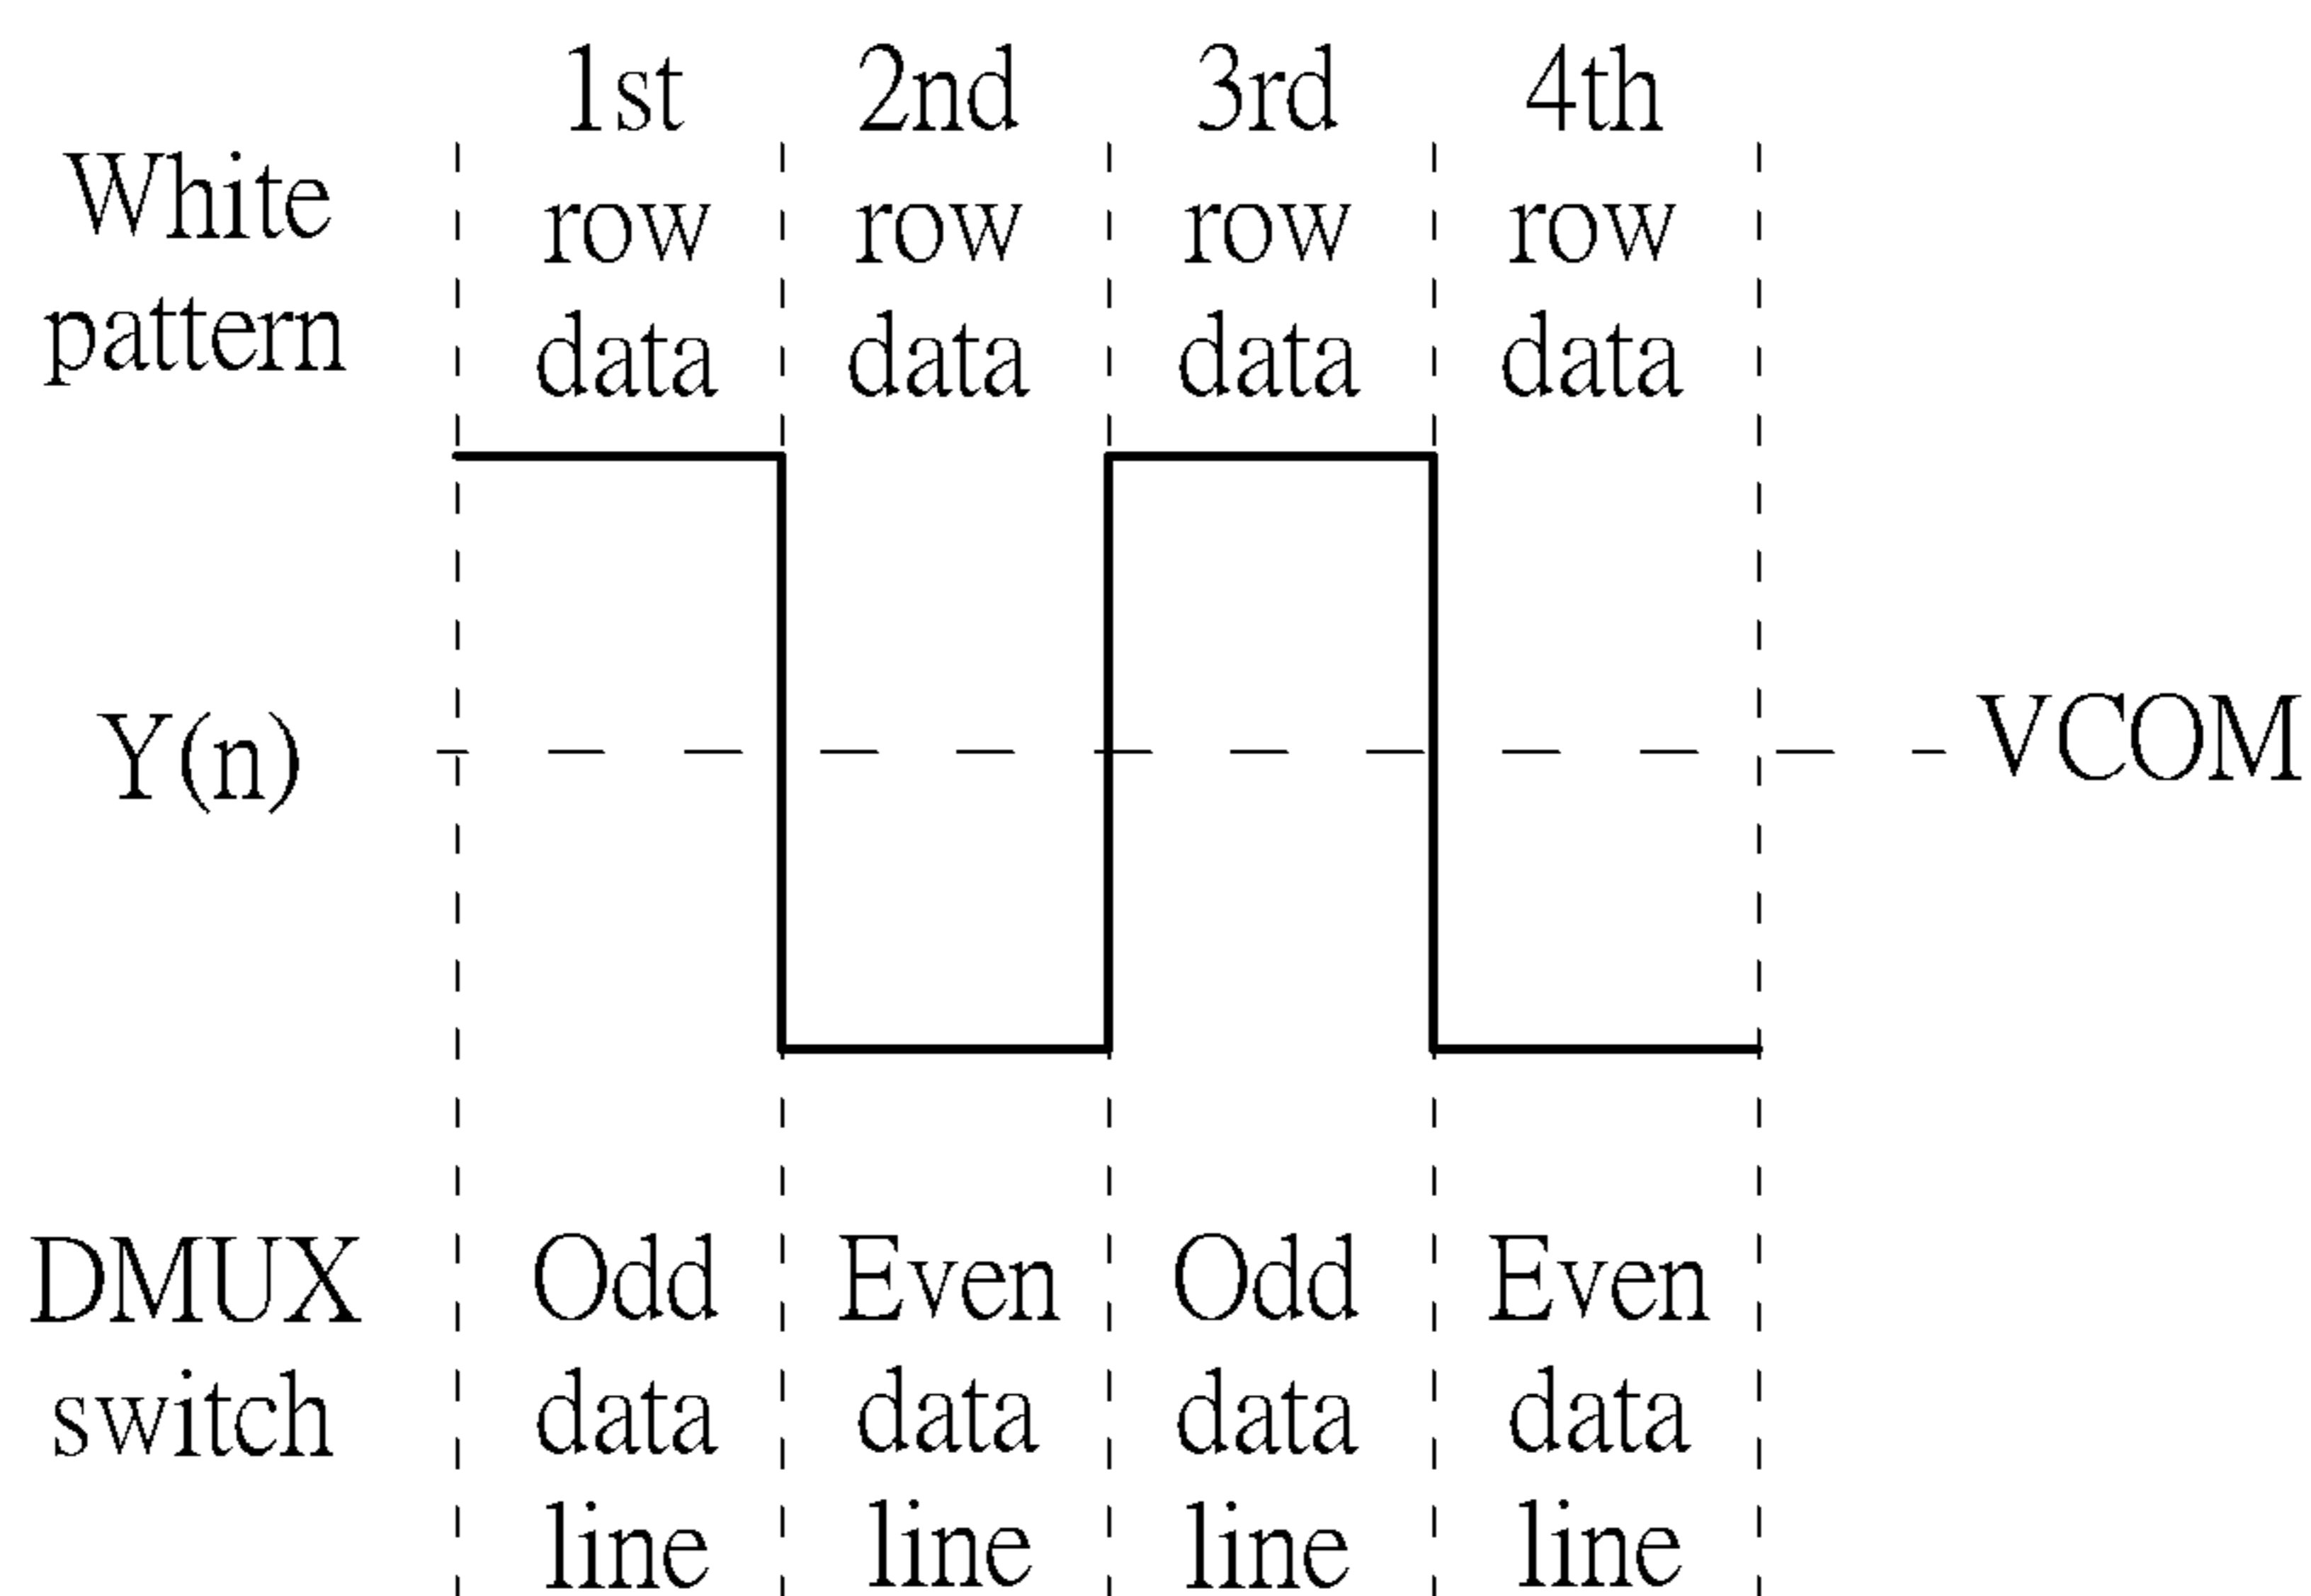 1st 2nd 3rd 4th
White row row row row
pattern data data data data
Y(n) VCOM
DMUX Odd Even Odd Even
switch data data data data
line line line line